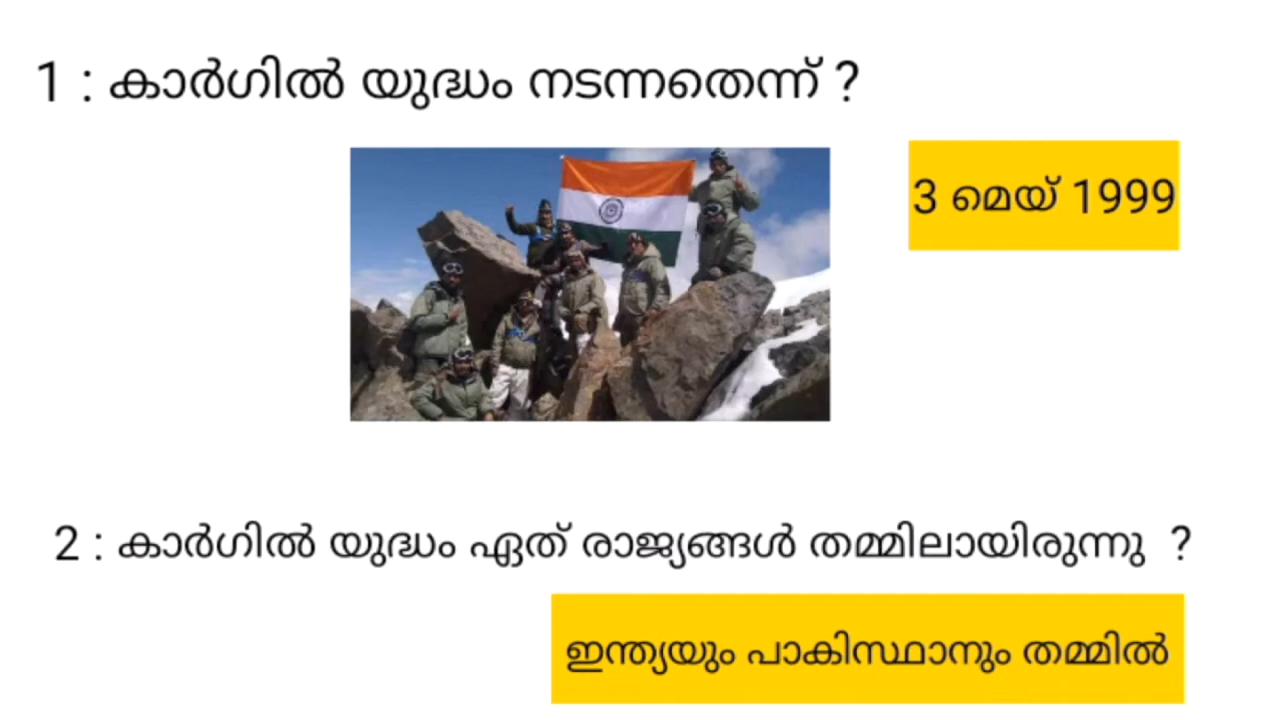 1 : കാർഗിൽ യുദ്ധം നടന്നതെന്ന് ?
3 മെയ് 1999
2 : കാർഗിൽ യുദ്ധം ഏത് രാജ്യങ്ങൾ തമ്മിലായിരുന്നു ?
ഇന്ത്യയും പാകിസ്ഥാനും തമ്മിൽ